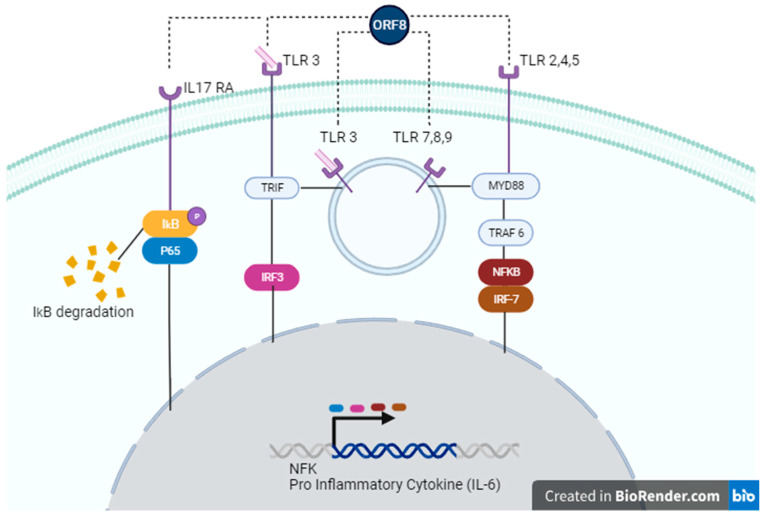 ORF8
TLR 3
TLR 2,4,5
IL17 RA
TLR 3
TLR 7,8,9
TRIF
MYD88
P
IkB
TRAF 6
P65
NFKB
IRF3
IRF-7
IkB degradation
NFK
Pro Inflammatory Cytokine (IL-6)
Created in BioRender.com
bio